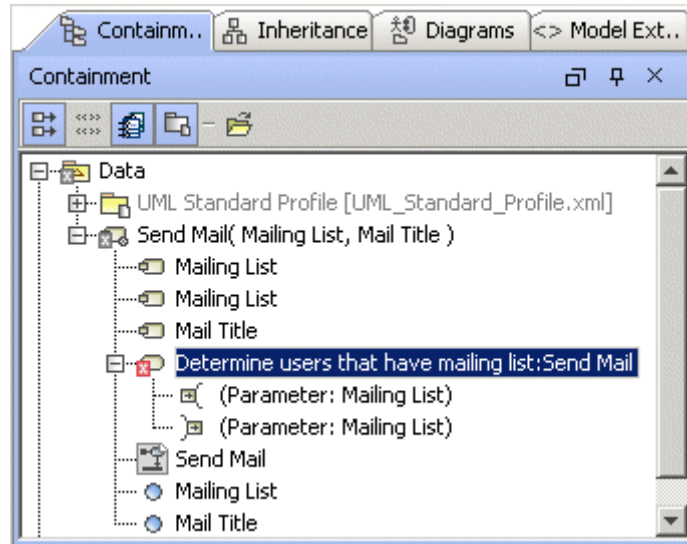 Containm.. Inheritance Diagrams <> Model Ext..
Containment
Data
UML Standard Profile [UML_Standard_Profile.xml]
Send Mail( Mailing List, Mail Title )
Mailing List
Mailing List
Mail Title
Determine users that have mailing list:Send Mail
(Parameter: Mailing List)
(Parameter: Mailing List)
Send Mail
Mailing List
Mail Title